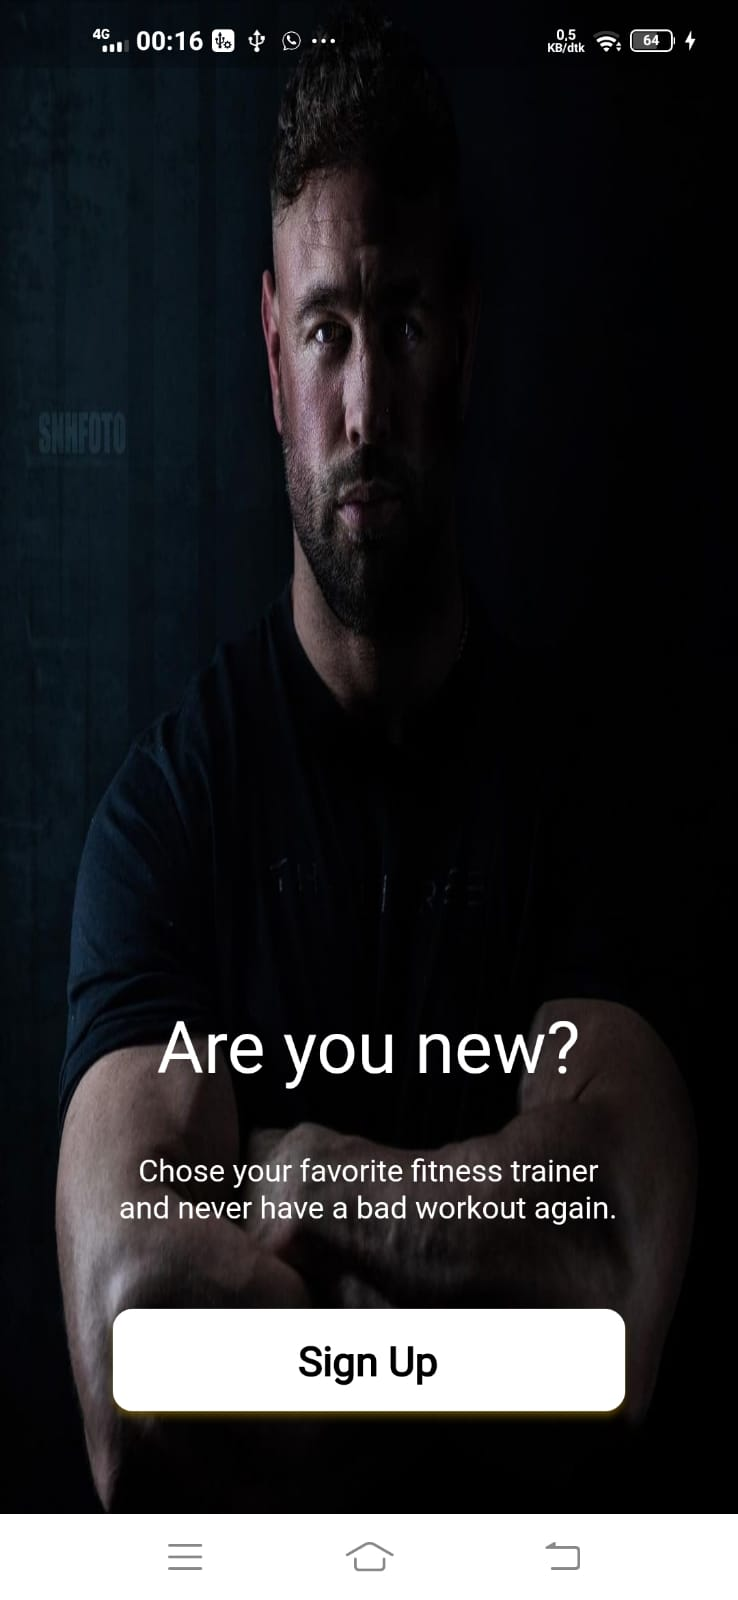 4G 00:16 0,5 KB/dtk 64
SNHFOTO
Are you new?
Chose your favorite fitness trainer
and never have a bad workout again.
Sign Up